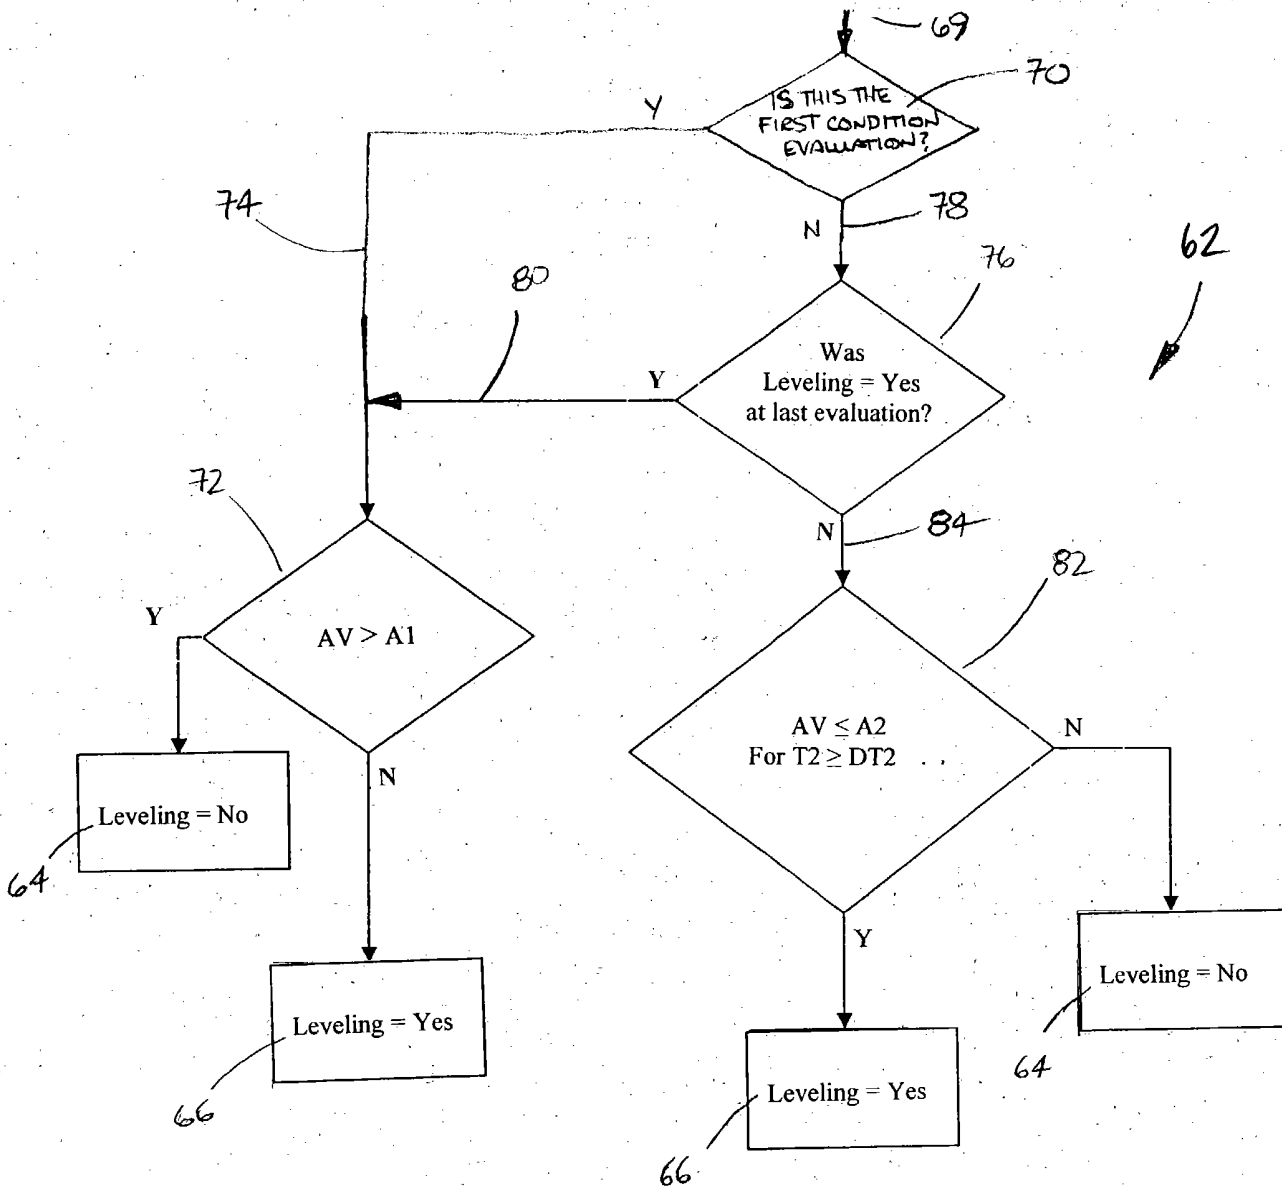 69
70
IS THIS THE
FIRST CONDITION
EVALUATION?
Y
74
78
N
76
62
80
Was
Leveling = Yes
at last evaluation?
Y
72
N
84
82
Y
AV > A1
AV ≤ A2
For T2 ≥ DT2
N
N
Leveling = No
64
Y
Leveling = No
Leveling = Yes
66
64
Leveling = Yes
66